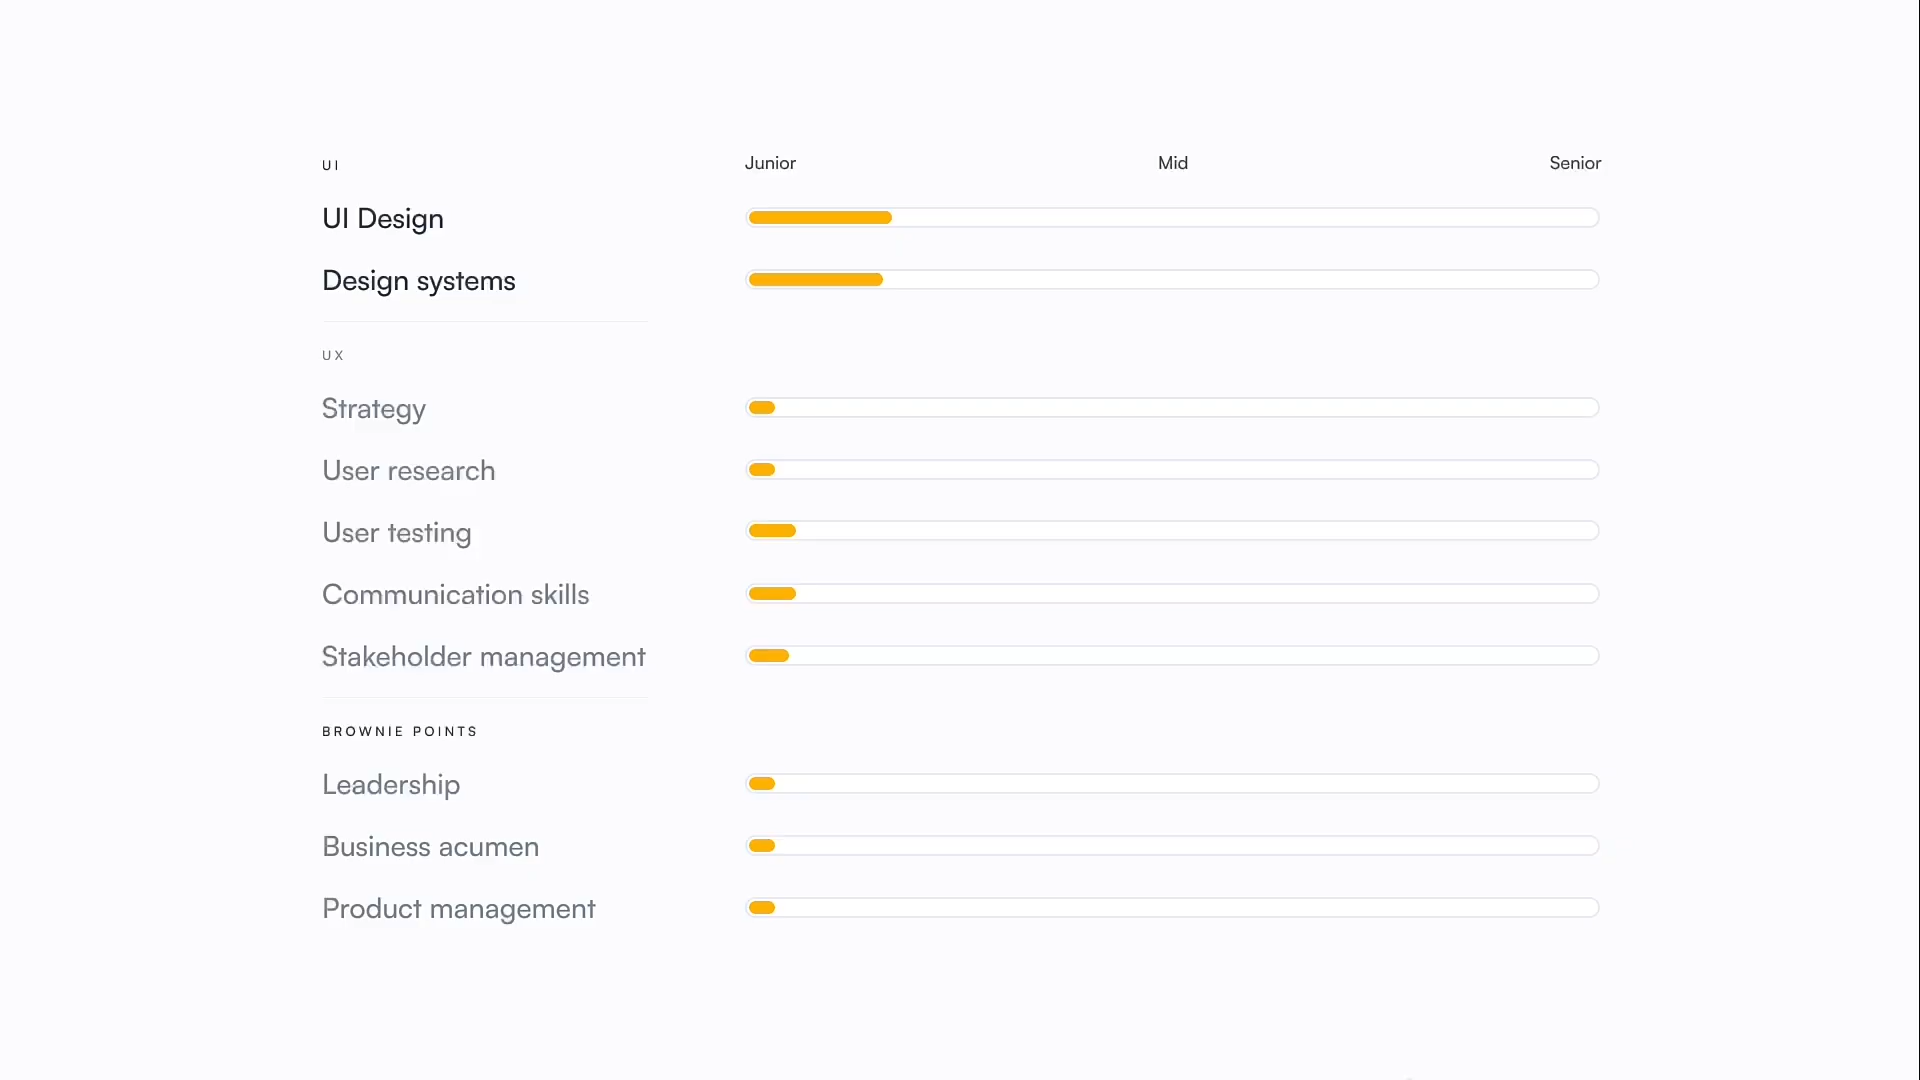 UI
Junior
Mid
Senior
UI Design
Design systems
UX
Strategy
User research
User testing
Communication skills
Stakeholder management
BROWNIE POINTS
Leadership
Business acumen
Product management